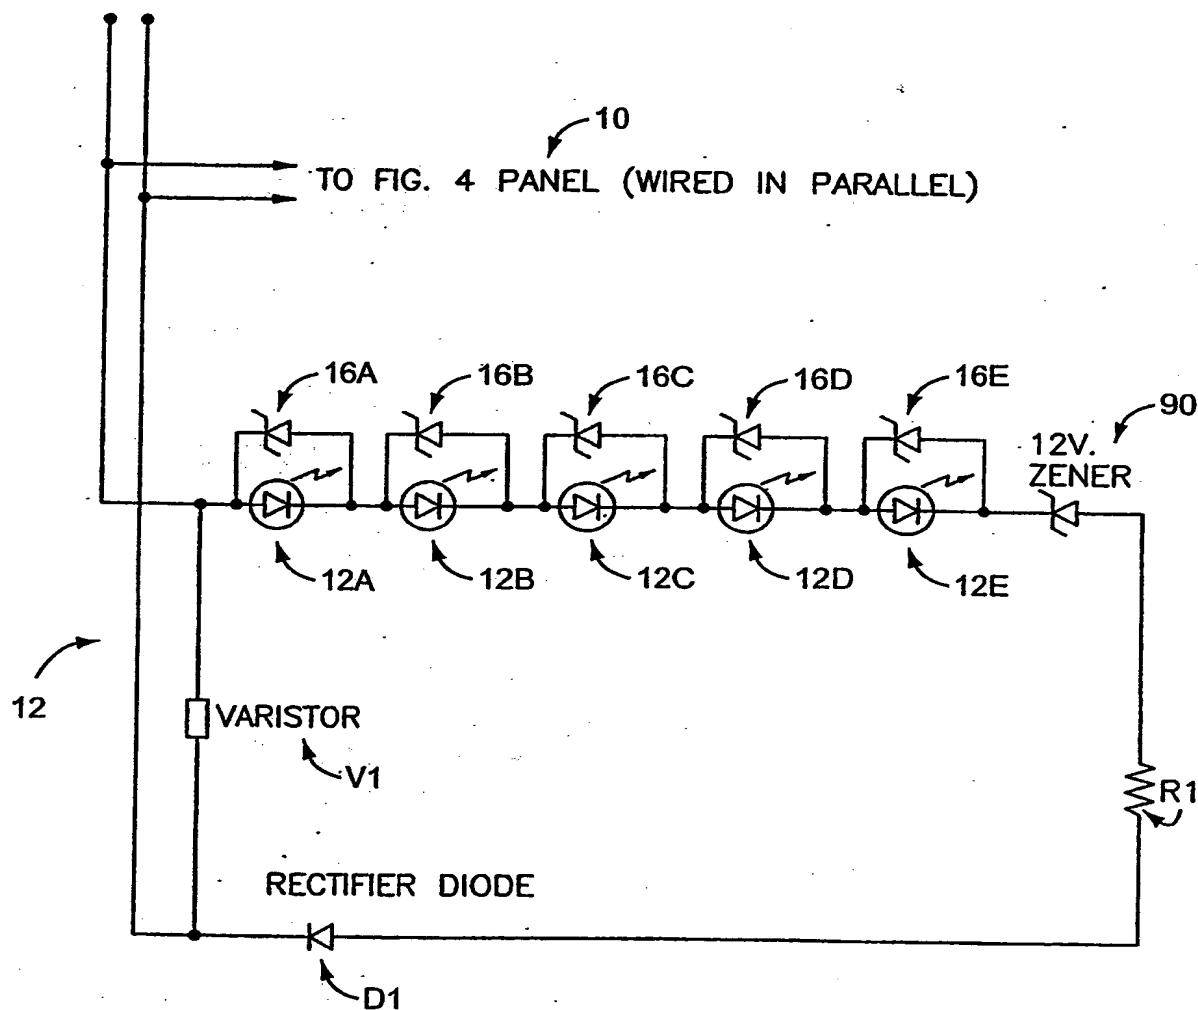 10
TO FIG. 4 PANEL (WIRED IN PARALLEL)
16A
16B
16C
16D
16E
90
12V.
ZENER
12A
12B
12C
12D
12E
12
VARISTOR
V1
R1
RECTIFIER DIODE
D1